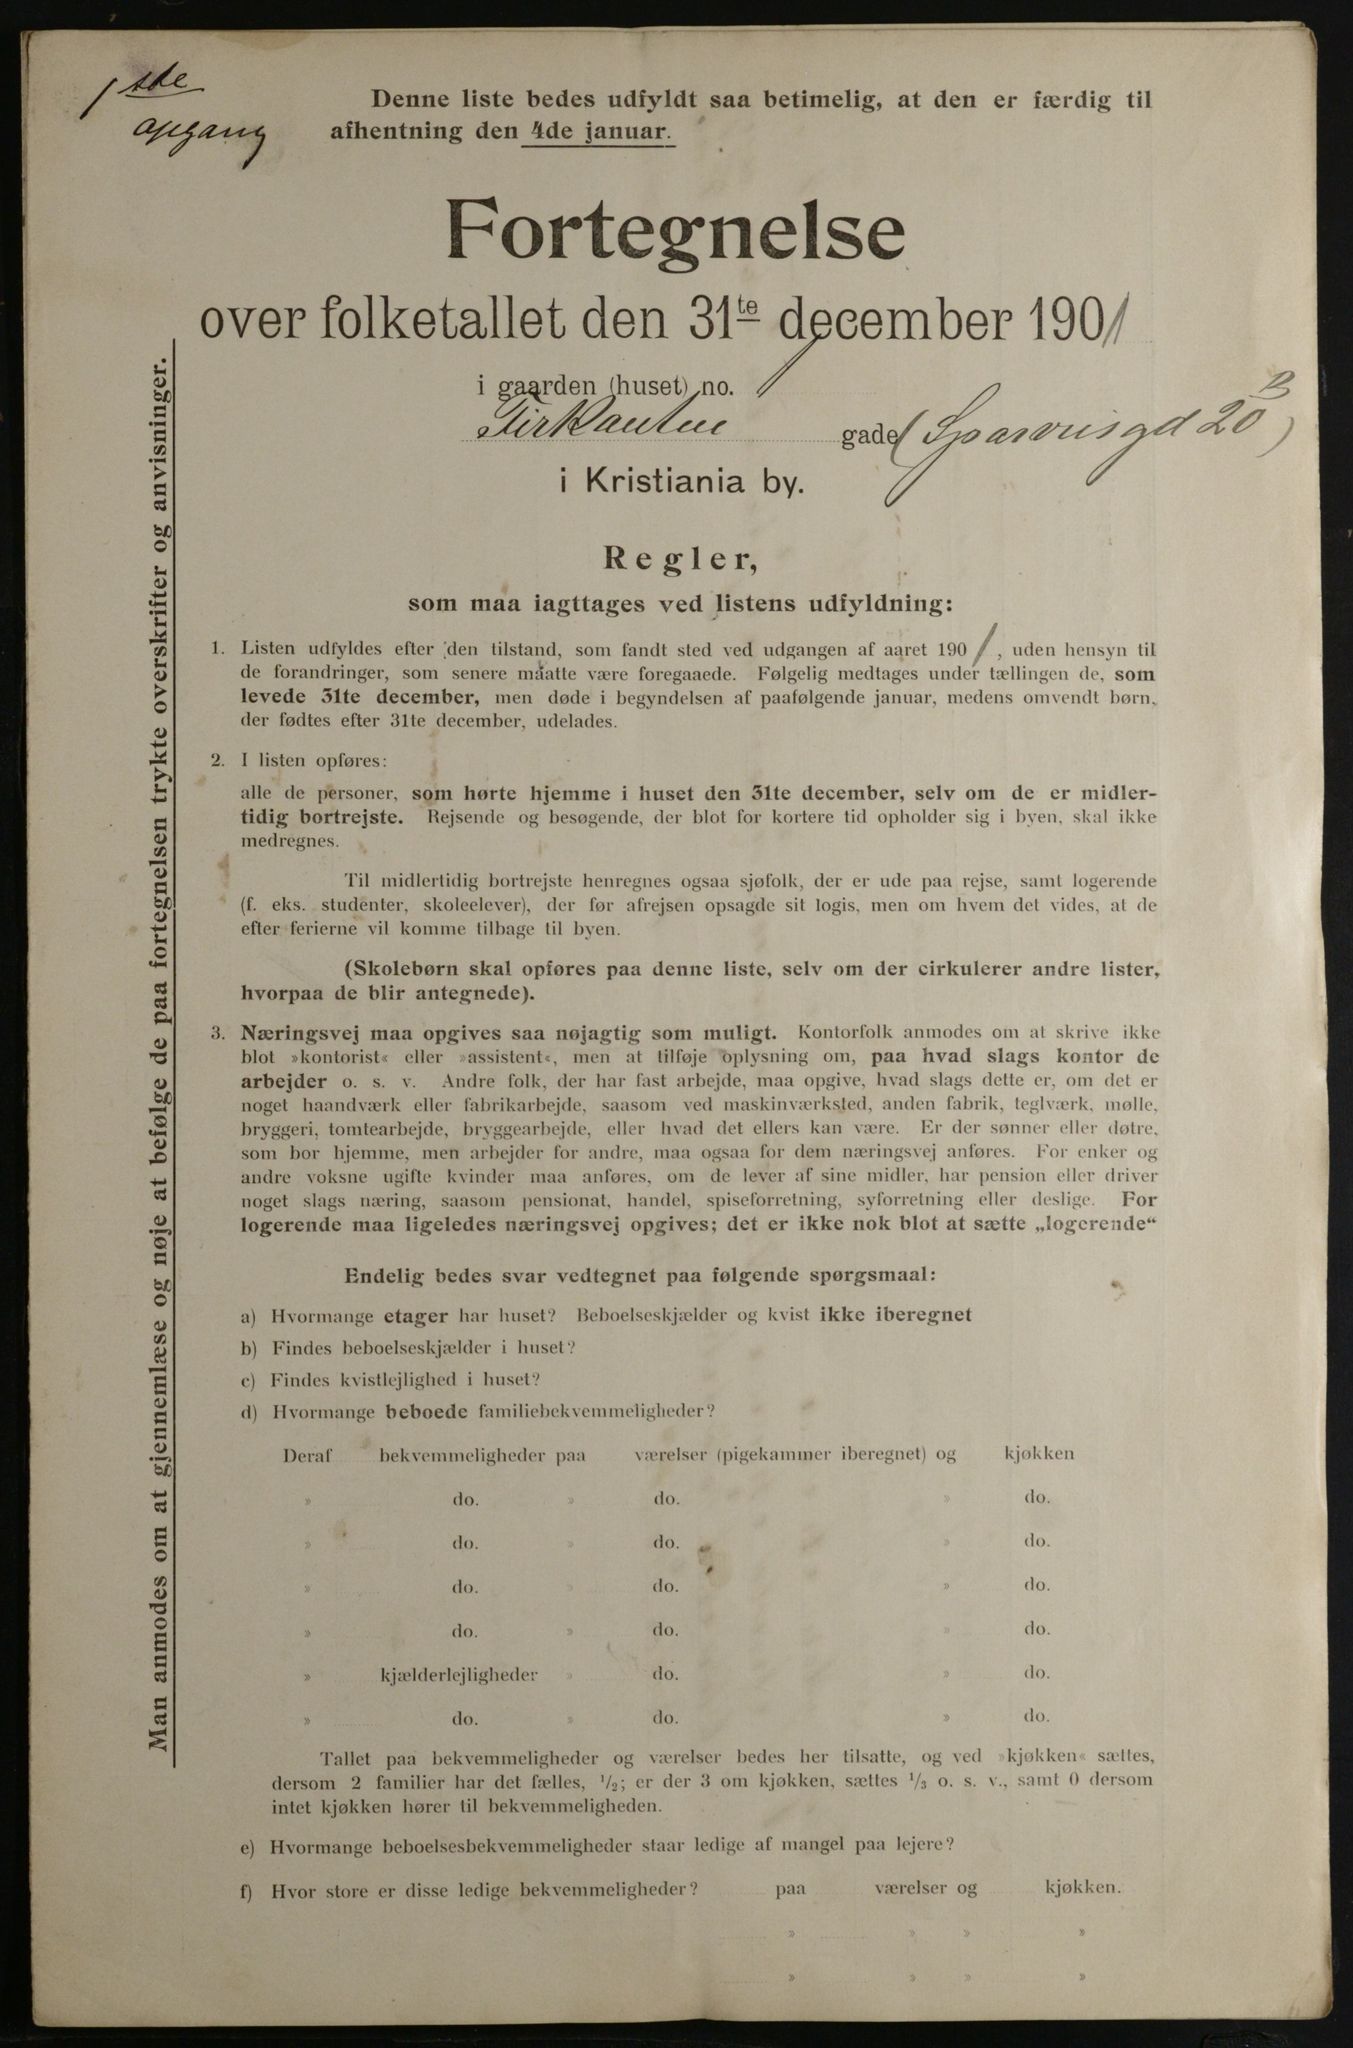 1ste
opgang
Denne liste bedes udfyldt saa betimelig, at den er færdig til
afhentning den 4de januar.
Fortegnelse
over folketallet den 31te december 1901
i gaarden (huset) no. 1
Firkanten gade (Sparvisgd 20 B)
i Kristiania by.
Regler,
som maa iagttages ved listens udfyldning:
1. Listen udfyldes efter den tilstand, som fandt sted ved udgangen af aaret 1901, uden hensyn til
de forandringer, som senere maatte være foregaaede. Følgelig medtages under tællingen de, som
levede 31te december, men døde i begyndelsen af paafølgende januar, medens omvendt børn,
der fødtes efter 31te december, udelades.
2. I listen opføres:
alle de personer, som hørte hjemme i huset den 31te december, selv om de er midler-
tidig bortrejste. Rejsende og besøgende, der blot for kortere tid opholder sig i byen, skal ikke
medregnes.
Til midlertidig bortrejste henregnes ogsaa sjøfolk, der er ude paa rejse, samt logerende
(f. eks. studenter, skoleelever), der før afrejsen opsagde sit logis, men om hvem det vides, at de
efter ferierne vil komme tilbage til byen.
(Skolebørn skal opføres paa denne liste, selv om der cirkulerer andre lister,
hvorpaa de blir antegnede).
3. Næringsvej maa opgives saa nøjagtig som muligt. Kontorfolk anmodes om at skrive ikke
blot »kontorist« eller »assistent«, men at tilføje oplysning om, paa hvad slags kontor de
arbejder o. s. v. Andre folk, der har fast arbejde, maa opgive, hvad slags dette er, om det er
noget haandværk eller fabrikarbejde, saasom ved maskinværksted, anden fabrik, teglværk, mølle,
bryggeri, tomtearbejde, bryggearbejde, eller hvad det ellers kan være. Er der sønner eller døtre,
som bor hjemme, men arbejder for andre, maa ogsaa for dem næringsvej anføres. For enker og
andre voksne ugifte kvinder maa anføres, om de lever af sine midler, har pension eller driver
noget slags næring, saasom pensionat, handel, spiseforretning, syforretning eller deslige. For
logerende maa ligeledes næringsvej opgives; det er ikke nok blot at sætte „logerende“
Endelig bedes svar vedtegnet paa følgende spørgsmaal:
a) Hvormange etager har huset? Beboelseskjælder og kvist ikke iberegnet
b) Findes beboelseskjælder i huset?
c) Findes kvistlejlighed i huset?
d) Hvormange beboede familiebekvemmeligheder?
Deraf bekvemmeligheder paa værelser (pigekammer iberegnet) og kjøkken
» do. » do. » do.
» do. » do. » do.
» do. » do. » do.
» do. » do. » do.
» kjælderlejligheder » do. » do.
» do. » do. » do.
Tallet paa bekvemmeligheder og værelser bedes her tilsatte, og ved »kjøkken« sættes,
dersom 2 familier har det fælles, 1/2; er der 3 om kjøkken, sættes 1/3 o. s. v., samt 0 dersom
intet kjøkken hører til bekvemmeligheden.
e) Hvormange beboelsesbekvemmeligheder staar ledige af mangel paa lejere?
f) Hvor store er disse ledige bekvemmeligheder? paa værelser og kjøkken.
» » » »
» » » »
Man anmodes om at gjennemlæse og nøje at befølge de paa fortegnelsen trykte overskrifter og anvisninger.